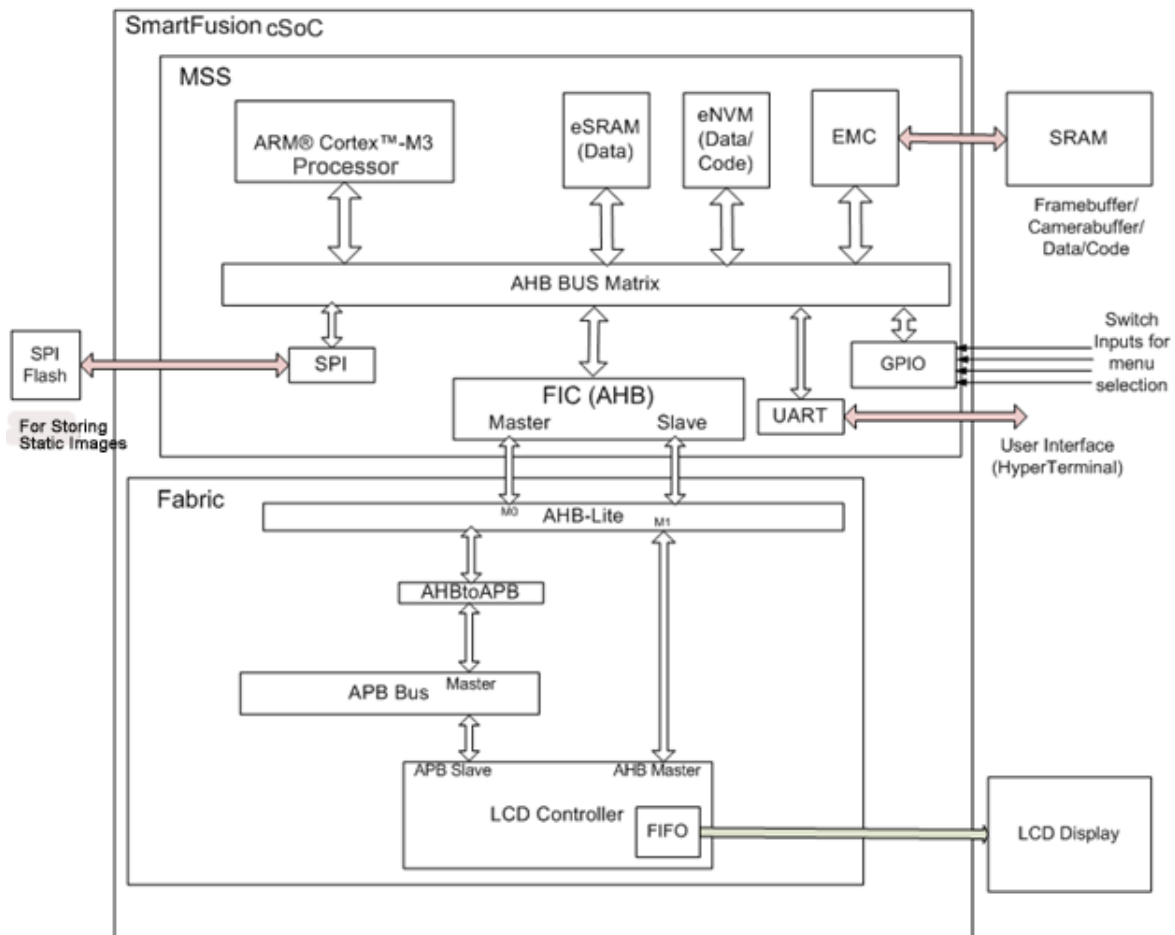 SmartFusion cSoC
MSS
ARM® Cortex™-M3
Processor
eSRAM
(Data)
eNVM
(Data/
Code)
EMC
SRAM
Framebuffer/
Camerabuffer/
Data/Code
AHB BUS Matrix
SPI
Flash
For Storing
Static Images
SPI
FIC (AHB)
Master
Slave
UART
GPIO
Switch
Inputs for
menu
selection
User Interface
(HyperTerminal)
Fabric
M0
AHB-Lite
M1
AHBtoAPB
Master
APB Bus
APB Slave
AHB Master
LCD Controller
FIFO
LCD Display